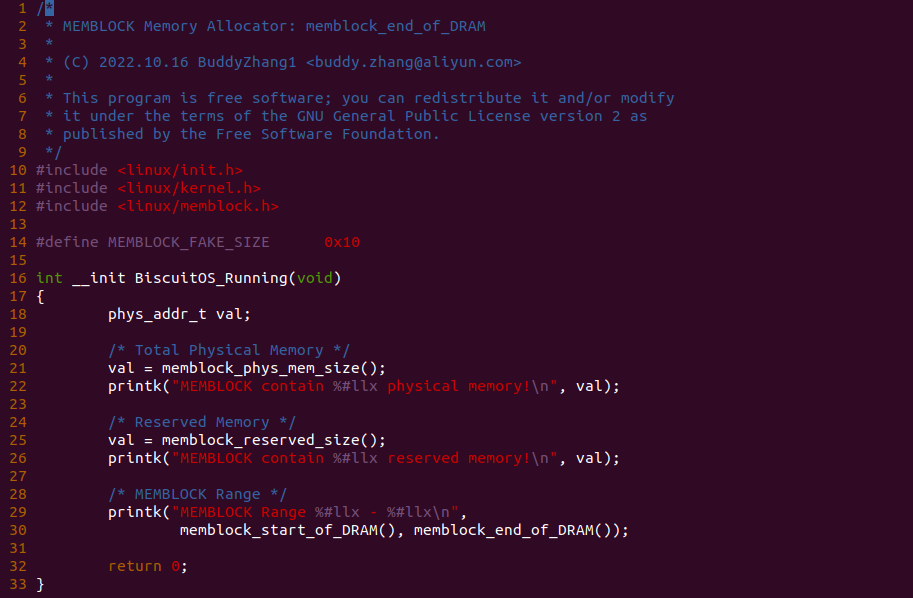 1 /*
2  * MEMBLOCK Memory Allocator: memblock_end_of_DRAM
3  *
4  * (C) 2022.10.16 BuddyZhang1 <buddy.zhang@aliyun.com>
5  *
6  * This program is free software; you can redistribute it and/or modify
7  * it under the terms of the GNU General Public License version 2 as
8  * published by the Free Software Foundation.
9  */
10 #include <linux/init.h>
11 #include <linux/kernel.h>
12 #include <linux/memblock.h>
13
14 #define MEMBLOCK_FAKE_SIZE      0x10
15
16 int __init BiscuitOS_Running(void)
17 {
18         phys_addr_t val;
19
20         /* Total Physical Memory */
21         val = memblock_phys_mem_size();
22         printk("MEMBLOCK contain %#llx physical memory!\n", val);
23
24         /* Reserved Memory */
25         val = memblock_reserved_size();
26         printk("MEMBLOCK contain %#llx reserved memory!\n", val);
27
28         /* MEMBLOCK Range */
29         printk("MEMBLOCK Range %#llx - %#llx\n",
30                 memblock_start_of_DRAM(), memblock_end_of_DRAM());
31
32         return 0;
33 }